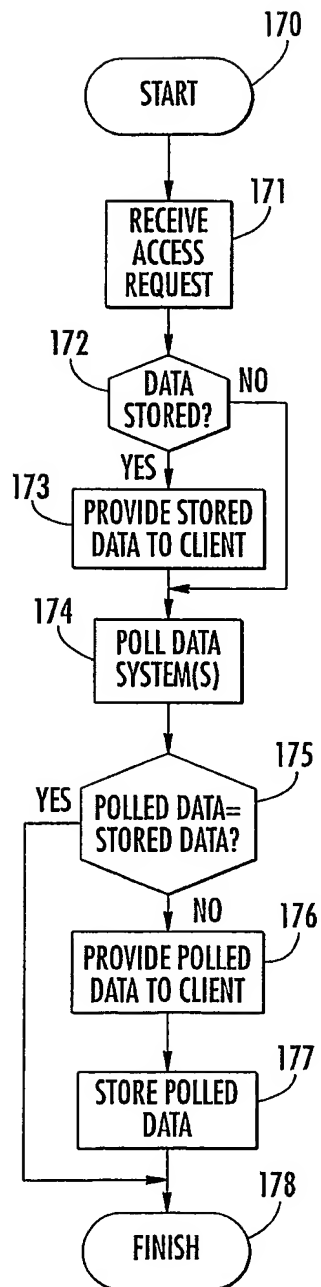 170
START
171
RECEIVE
ACCESS
REQUEST
172
DATA
STORED?
NO
YES
173
PROVIDE STORED
DATA TO CLIENT
174
POLL DATA
SYSTEM(S)
175
YES
POLLED DATA=
STORED DATA?
NO
176
PROVIDE POLLED
DATA TO CLIENT
177
STORE POLLED
DATA
178
FINISH